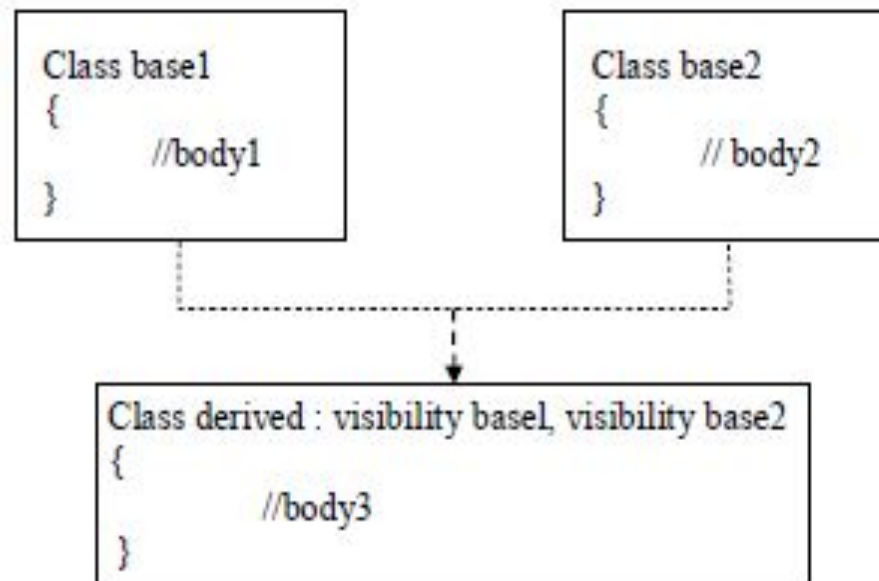 Class base1
{
//body1
}
Class base2
{
// body2
}
Class derived : visibility basel, visibility base2
{
//body3
}